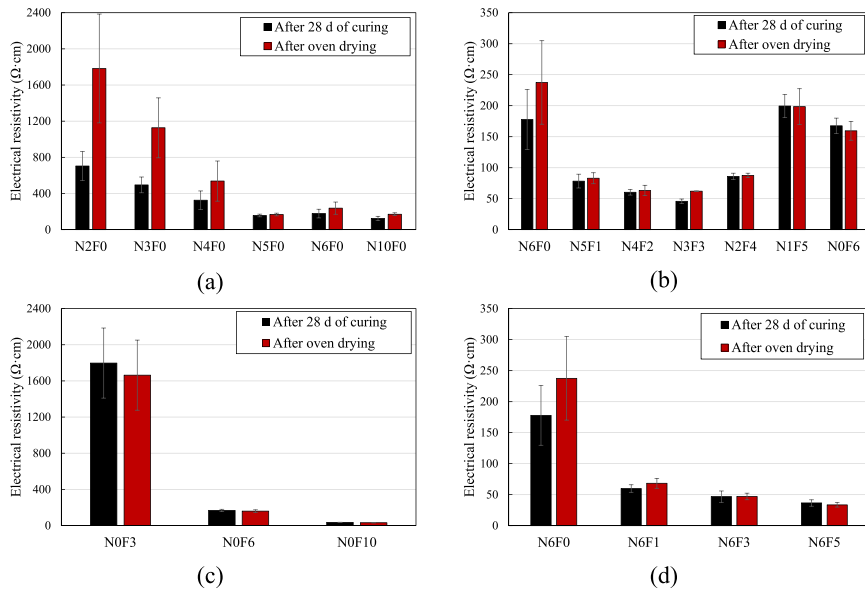 2400
2000
1600
1200
800
400
0
Electrical resistivity (Ω·cm)
After 28 d of curing
After oven drying
N2F0 N3F0 N4F0 N5F0 N6F0 N10F0
(a)
350
300
250
200
150
100
50
0
Electrical resistivity (Ω·cm)
After 28 d of curing
After oven drying
N6F0 N5F1 N4F2 N3F3 N2F4 N1F5 N0F6
(b)
2400
2000
1600
1200
800
400
0
Electrical resistivity (Ω·cm)
After 28 d of curing
After oven drying
N0F3 N0F6 N0F10
(c)
350
300
250
200
150
100
50
0
Electrical resistivity (Ω·cm)
After 28 d of curing
After oven drying
N6F0 N6F1 N6F3 N6F5
(d)